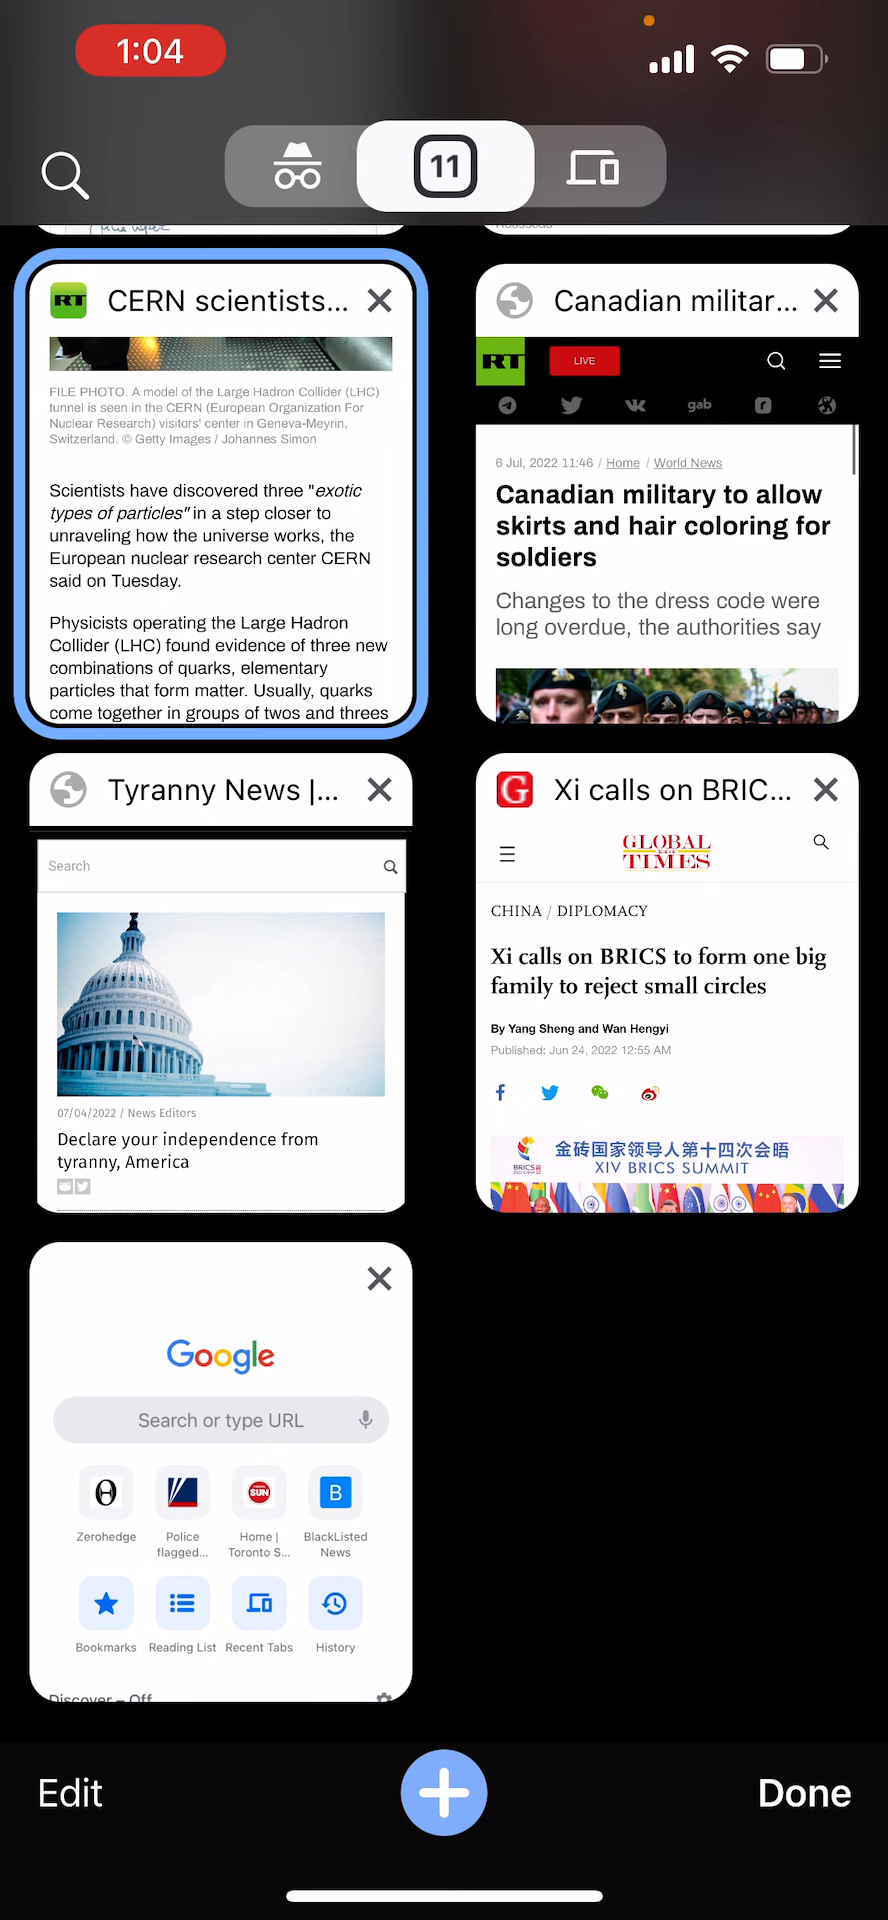 1:04
11
Rousseau
RT CERN scientists...
FILE PHOTO. A model of the Large Hadron Collider (LHC)
tunnel is seen in the CERN (European Organization For
Nuclear Research) visitors' center in Geneva-Meyrin,
Switzerland. © Getty Images / Johannes Simon
Scientists have discovered three "exotic
types of particles" in a step closer to
unraveling how the universe works, the
European nuclear research center CERN
said on Tuesday.
Physicists operating the Large Hadron
Collider (LHC) found evidence of three new
combinations of quarks, elementary
particles that form matter. Usually, quarks
come together in groups of twos and threes
Canadian militar...
RT LIVE
gab
6 Jul, 2022 11:46 / Home / World News
Canadian military to allow
skirts and hair coloring for
soldiers
Changes to the dress code were
long overdue, the authorities say
Tyranny News |...
Search
07/04/2022 / News Editors
Declare your independence from
tyranny, America
G Xi calls on BRIC...
GLOBAL
TIMES
CHINA / DIPLOMACY
Xi calls on BRICS to form one big
family to reject small circles
By Yang Sheng and Wan Hengyi
Published: Jun 24, 2022 12:55 AM
BRICS
金砖国家领导人第十四次会晤
XIV BRICS SUMMIT
Google
Search or type URL
SUN
B
Zerohedge
Police
flagged...
Home |
Toronto S...
BlackListed
News
Bookmarks
Reading List
Recent Tabs
History
Discover – Off
Edit
Done